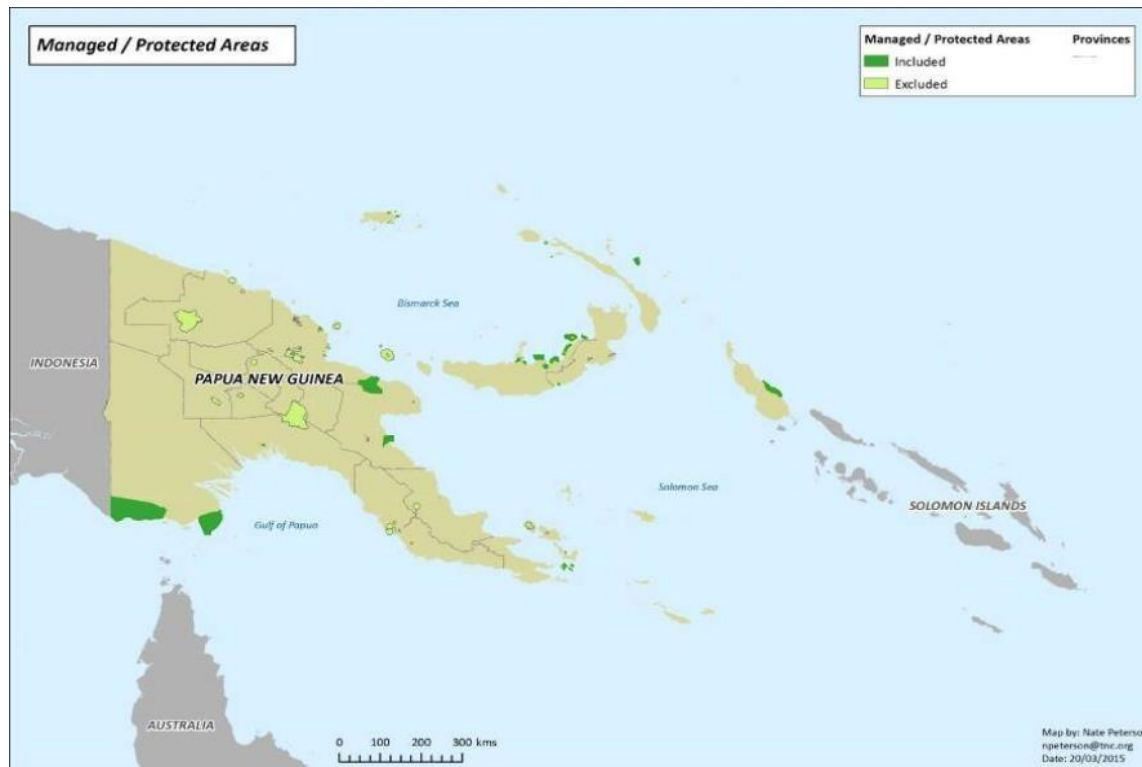 Managed / Protected Areas
Managed / Protected Areas Provinces
Included
Excluded
Bismarck Sea
INDONESIA
PAPUA NEW GUINEA
Solomon Sea
SOLOMON ISLANDS
Gulf of Papua
AUSTRALIA
0 100 200 300 kms
Map by: Nate Peterso
npeterson@tnc.org
Date: 20/03/2015